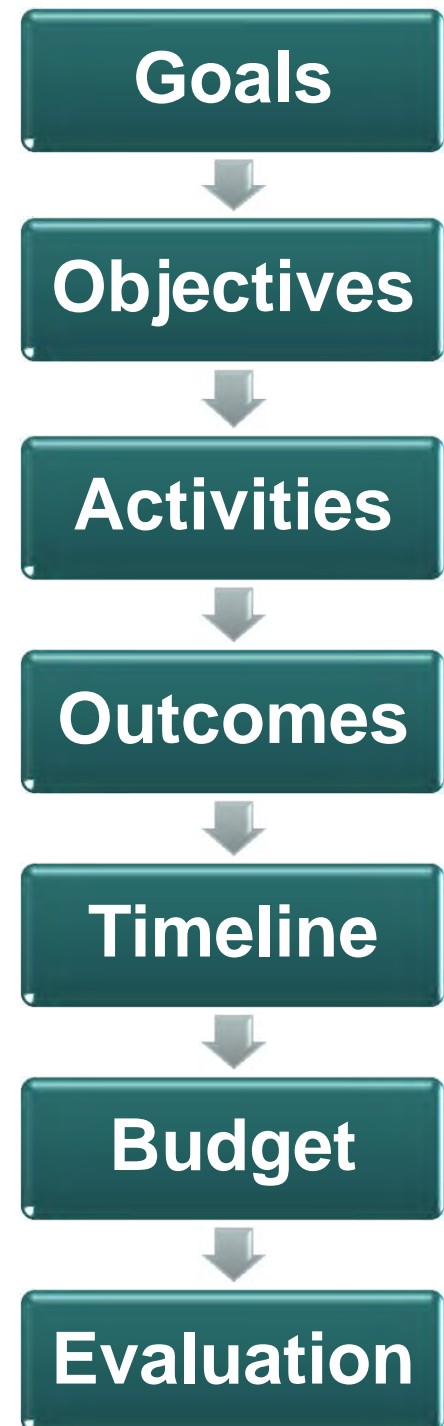 Goals
Objectives
Activities
Outcomes
Timeline
Budget
Evaluation